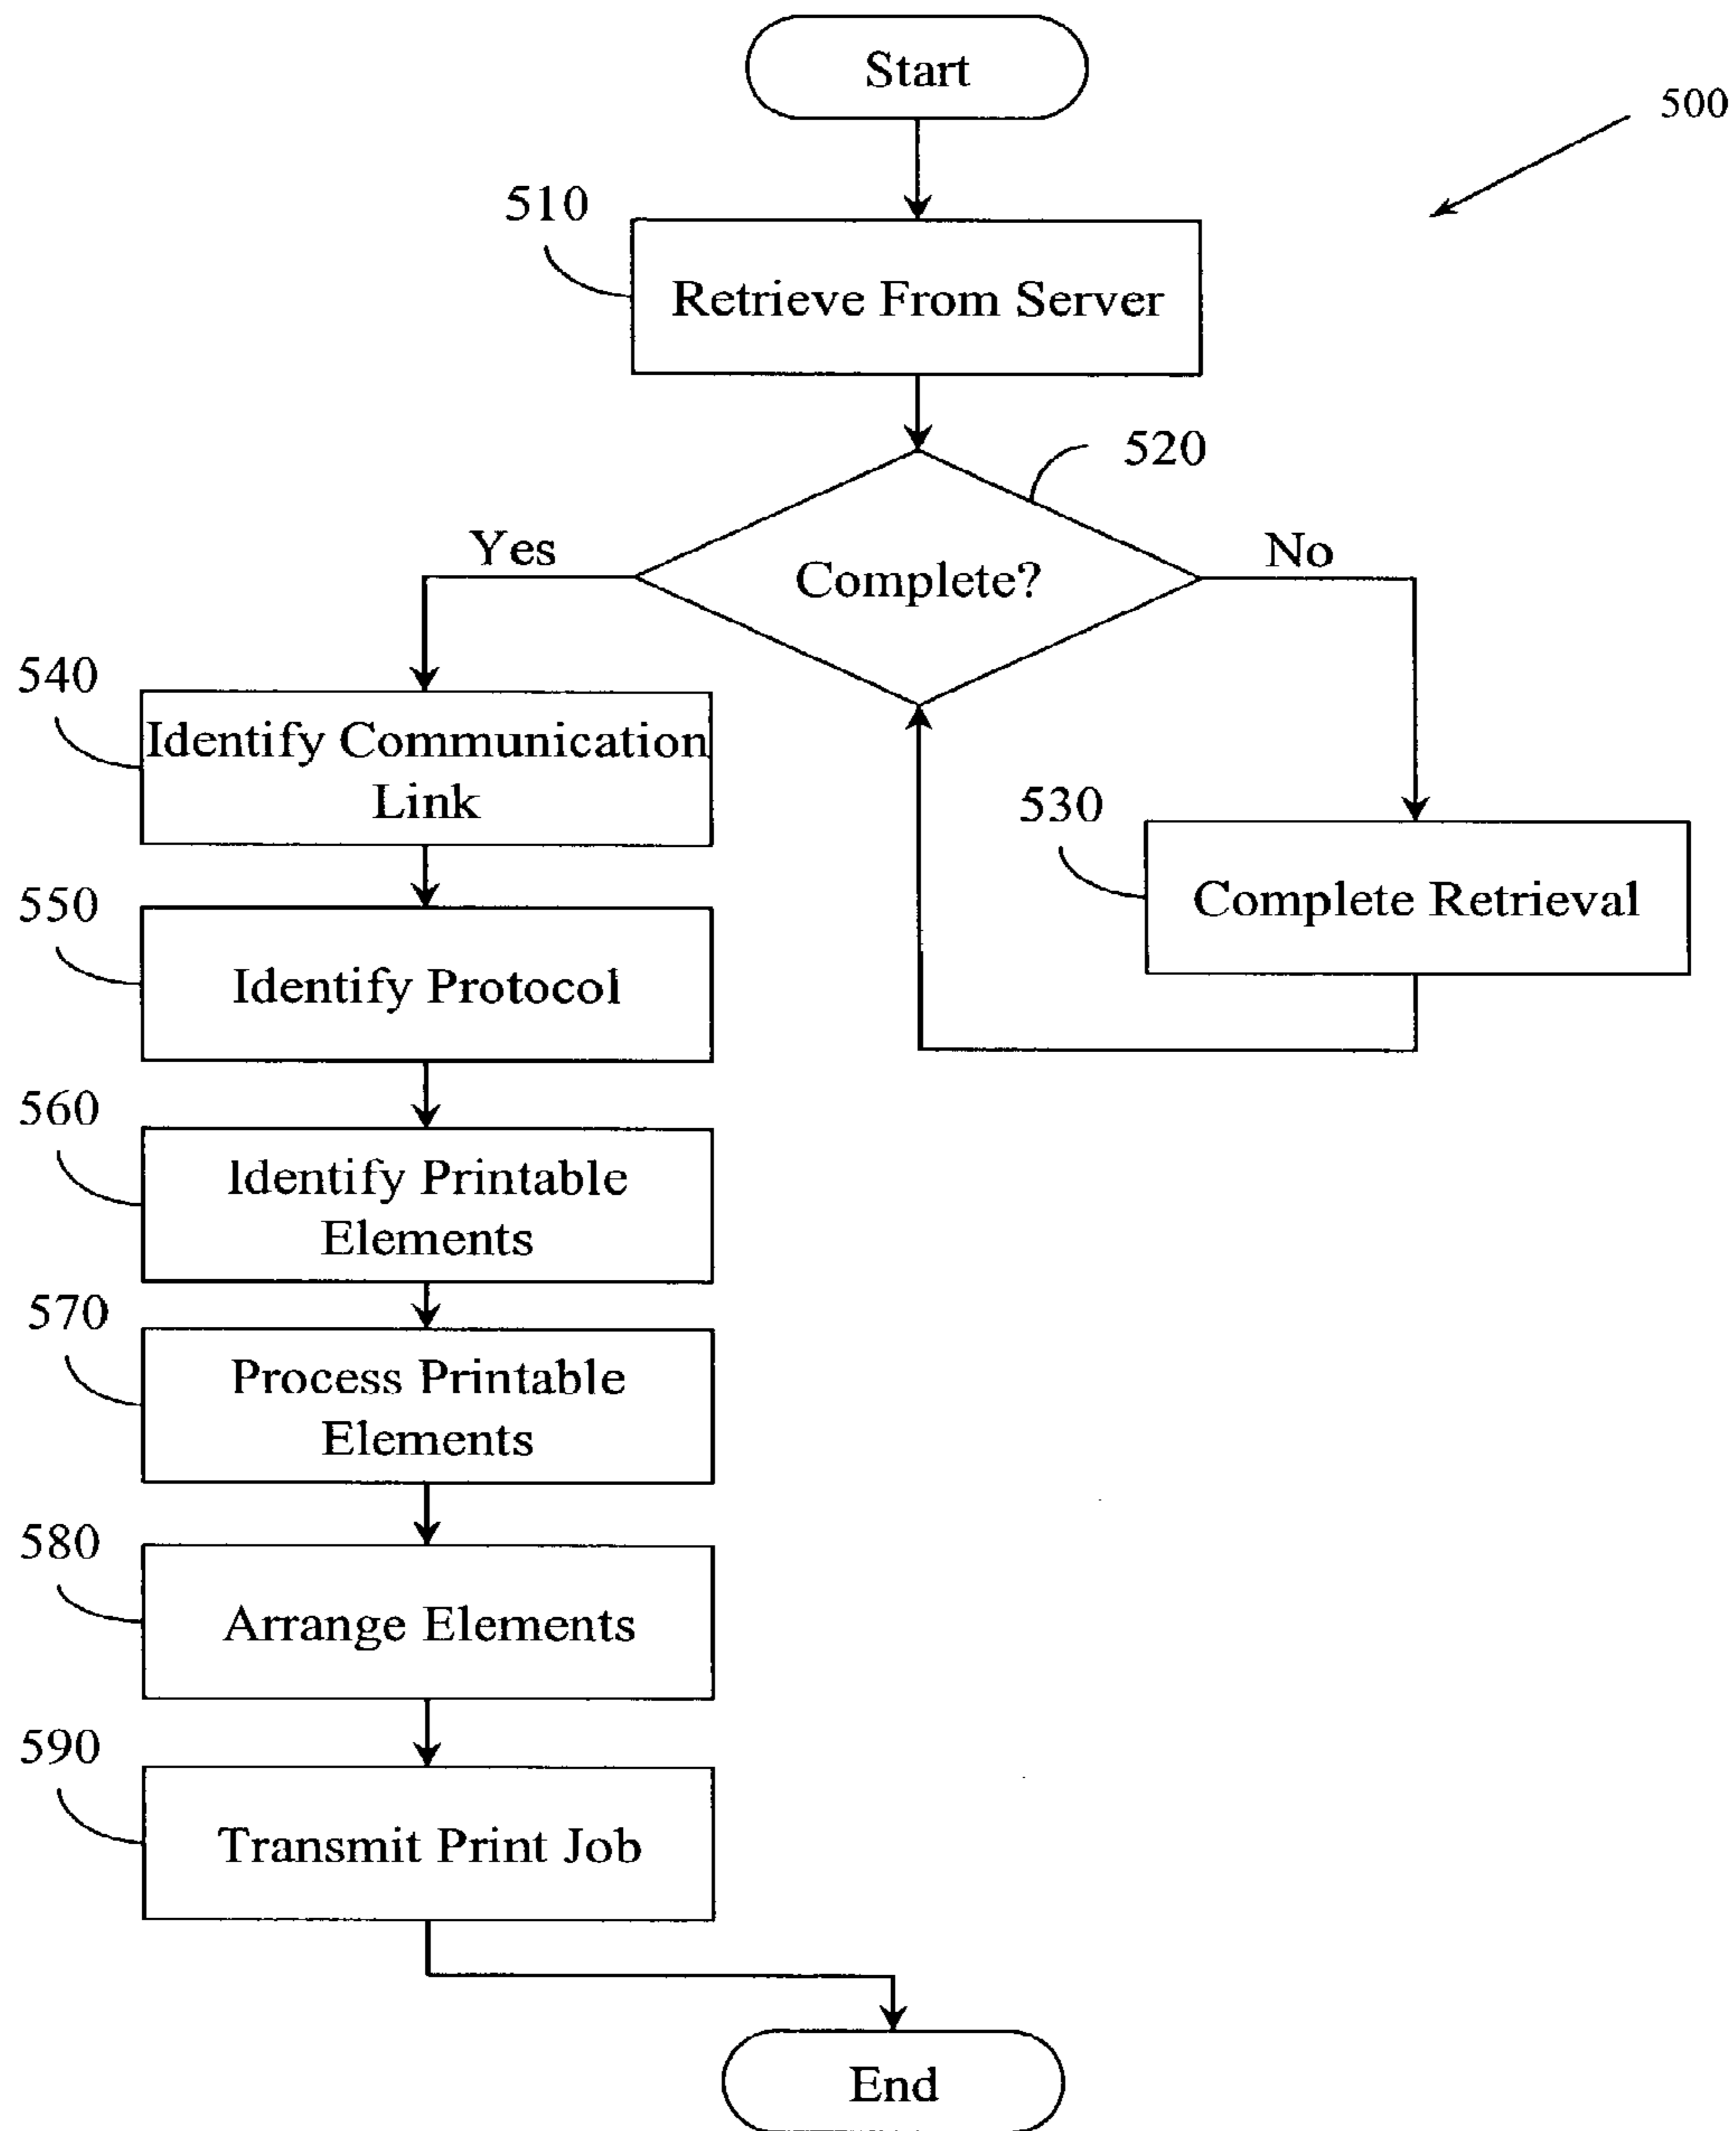 Start
500
510
Retrieve From Server
520
Yes
No
Complete?
540
Identify Communication
Link
530
Complete Retrieval
550
Identify Protocol
560
Identify Printable
Elements
570
Process Printable
Elements
580
Arrange Elements
590
Transmit Print Job
End